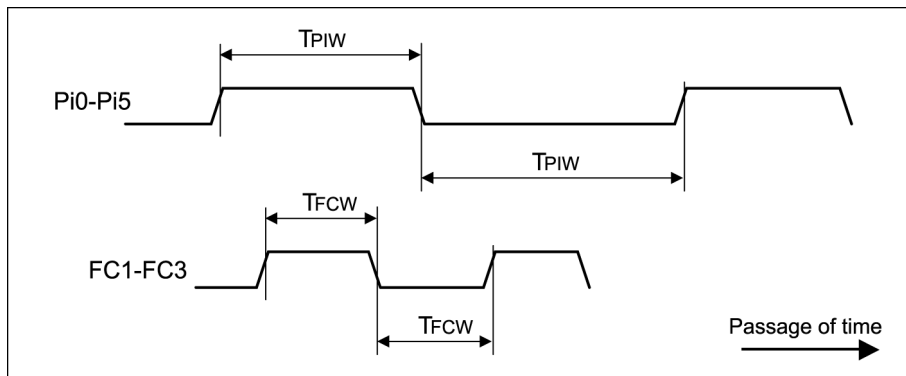 TPIW
Pi0-Pi5
TPIW
TFCW
FC1-FC3
TFCW
Passage of time